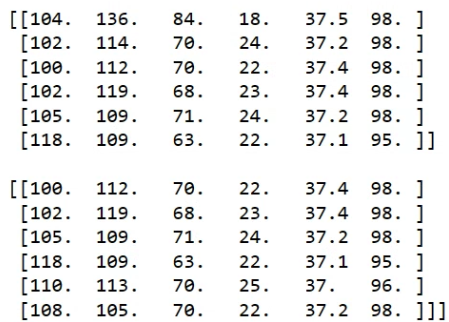 [[104. 136. 84. 18. 37.5 98. ]
[102. 114. 70. 24. 37.2 98. ]
[100. 112. 70. 22. 37.4 98. ]
[102. 119. 68. 23. 37.4 98. ]
[105. 109. 71. 24. 37.2 98. ]
[118. 109. 63. 22. 37.1 95. ]]
[[100. 112. 70. 22. 37.4 98. ]
[102. 119. 68. 23. 37.4 98. ]
[105. 109. 71. 24. 37.2 98. ]
[118. 109. 63. 22. 37.1 95. ]
[110. 113. 70. 25. 37. 96. ]
[108. 105. 70. 22. 37.2 98. ]]]